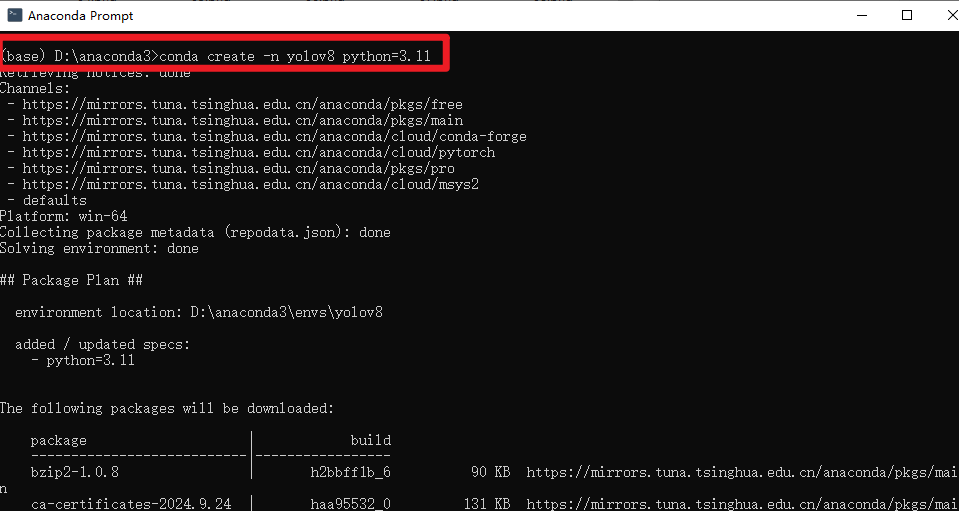 Anaconda Prompt
(base) D:\anaconda3>conda create -n yolov8 python=3.11
Retrieving notices: done
Channels:
 - https://mirrors.tuna.tsinghua.edu.cn/anaconda/pkgs/free
 - https://mirrors.tuna.tsinghua.edu.cn/anaconda/pkgs/main
 - https://mirrors.tuna.tsinghua.edu.cn/anaconda/cloud/conda-forge
 - https://mirrors.tuna.tsinghua.edu.cn/anaconda/cloud/pytorch
 - https://mirrors.tuna.tsinghua.edu.cn/anaconda/pkgs/pro
 - https://mirrors.tuna.tsinghua.edu.cn/anaconda/cloud/msys2
 - defaults
Platform: win-64
Collecting package metadata (repodata.json): done
Solving environment: done
## Package Plan ##
  environment location: D:\anaconda3\envs\yolov8
  added / updated specs:
    - python=3.11
The following packages will be downloaded:
    package                    |            build
    ---------------------------|-----------------
    bzip2-1.0.8                |       h2bbff1b_6          90 KB  https://mirrors.tuna.tsinghua.edu.cn/anaconda/pkgs/mai
n
    ca-certificates-2024.9.24  |       haa95532_0         131 KB  https://mirrors.tuna.tsinghua.edu.cn/anaconda/pkgs/mai